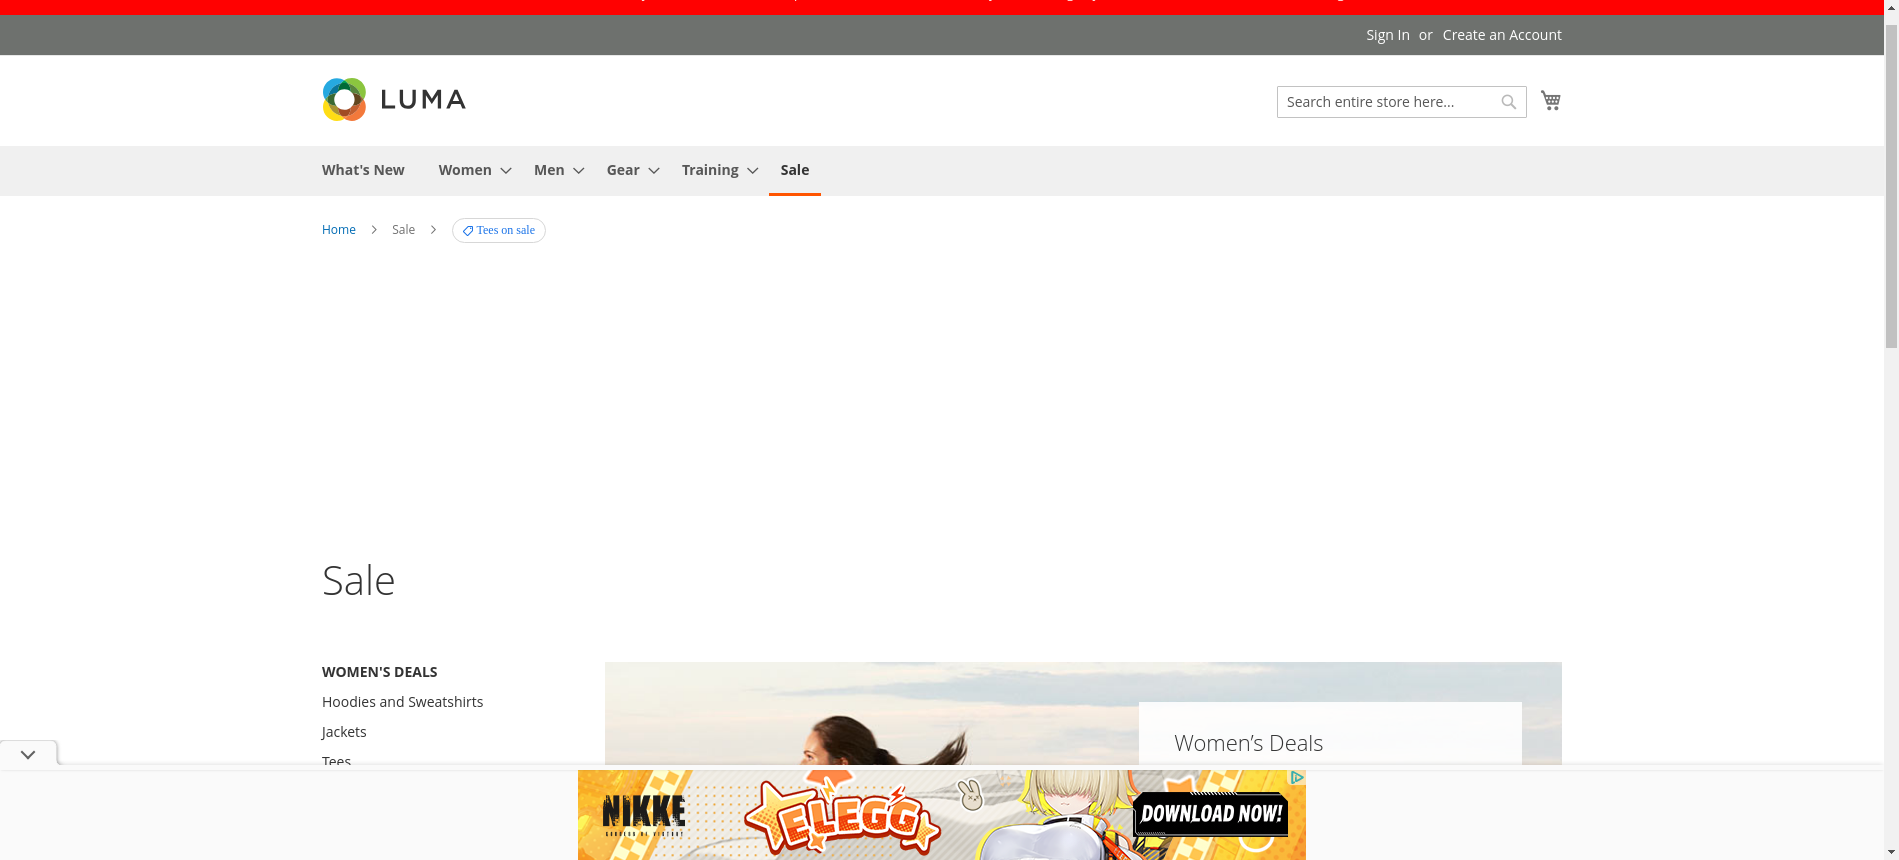 Sign In or Create an Account
LUMA
Search entire store here...
What's New Women Men Gear Training Sale
Home Sale Tees on sale
Sale
WOMEN'S DEALS
Hoodies and Sweatshirts
Jackets
Tees
Women's Deals
NIKKE
ELEGG
DOWNLOAD NOW!